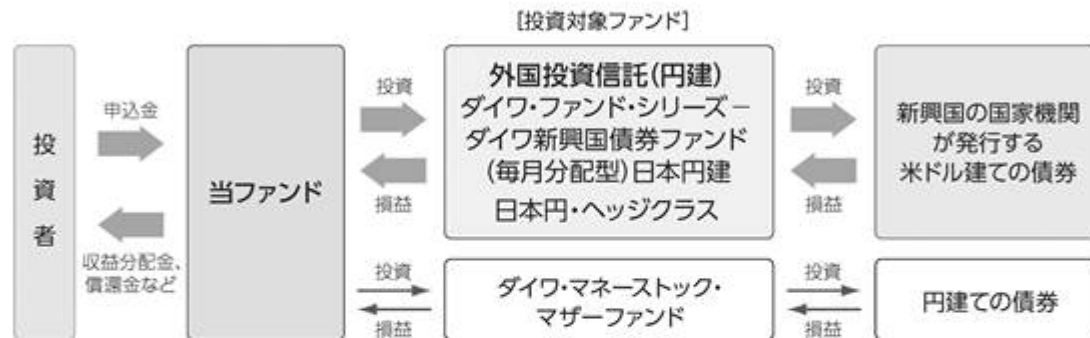 [投資対象ファンド]
投資者
申込金
収益分配金、
償還金など
当ファンド
投資
損益
外国投資信託(円建)
ダイワ・ファンド・シリーズ－
ダイワ新興国債券ファンド
(毎月分配型)日本円建
日本円・ヘッジクラス
投資
損益
新興国の国家機関
が発行する
米ドル建ての債券
投資
損益
ダイワ・マネーストック・
マザーファンド
投資
損益
円建ての債券